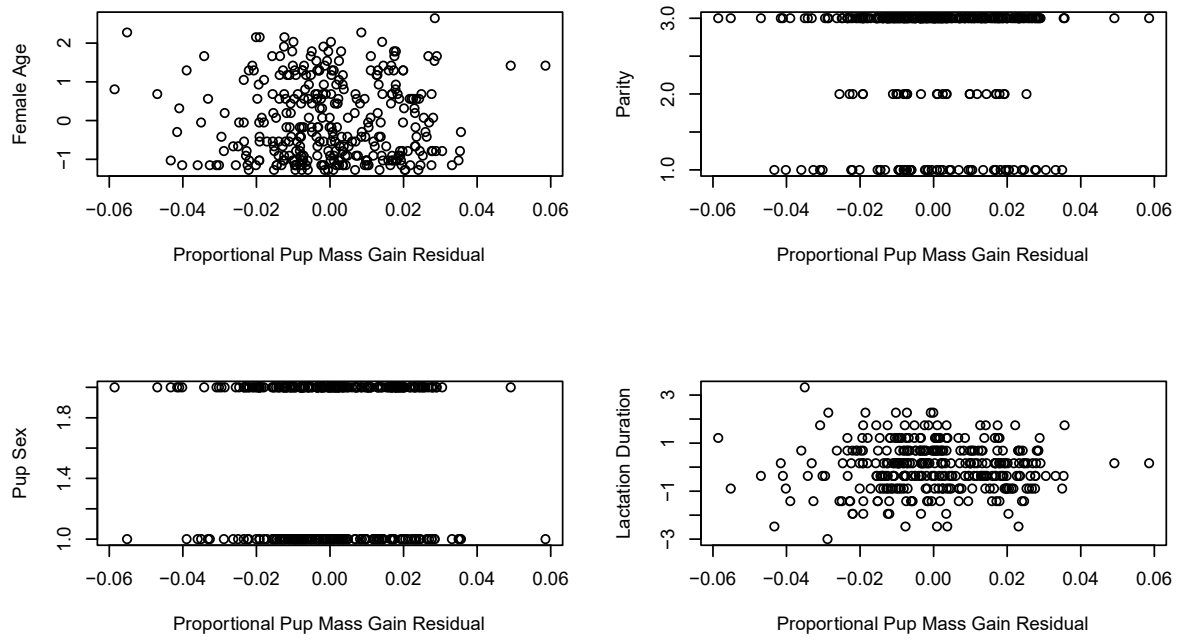 Female Age
2
1
0
−1
−0.06 −0.04 −0.02 0.00 0.02 0.04 0.06
Proportional Pup Mass Gain Residual
Parity
3.0
2.0
1.0
−0.06 −0.04 −0.02 0.00 0.02 0.04 0.06
Proportional Pup Mass Gain Residual
Pup Sex
1.8
1.4
1.0
−0.06 −0.04 −0.02 0.00 0.02 0.04 0.06
Proportional Pup Mass Gain Residual
Lactation Duration
3
1
−1
−3
−0.06 −0.04 −0.02 0.00 0.02 0.04 0.06
Proportional Pup Mass Gain Residual